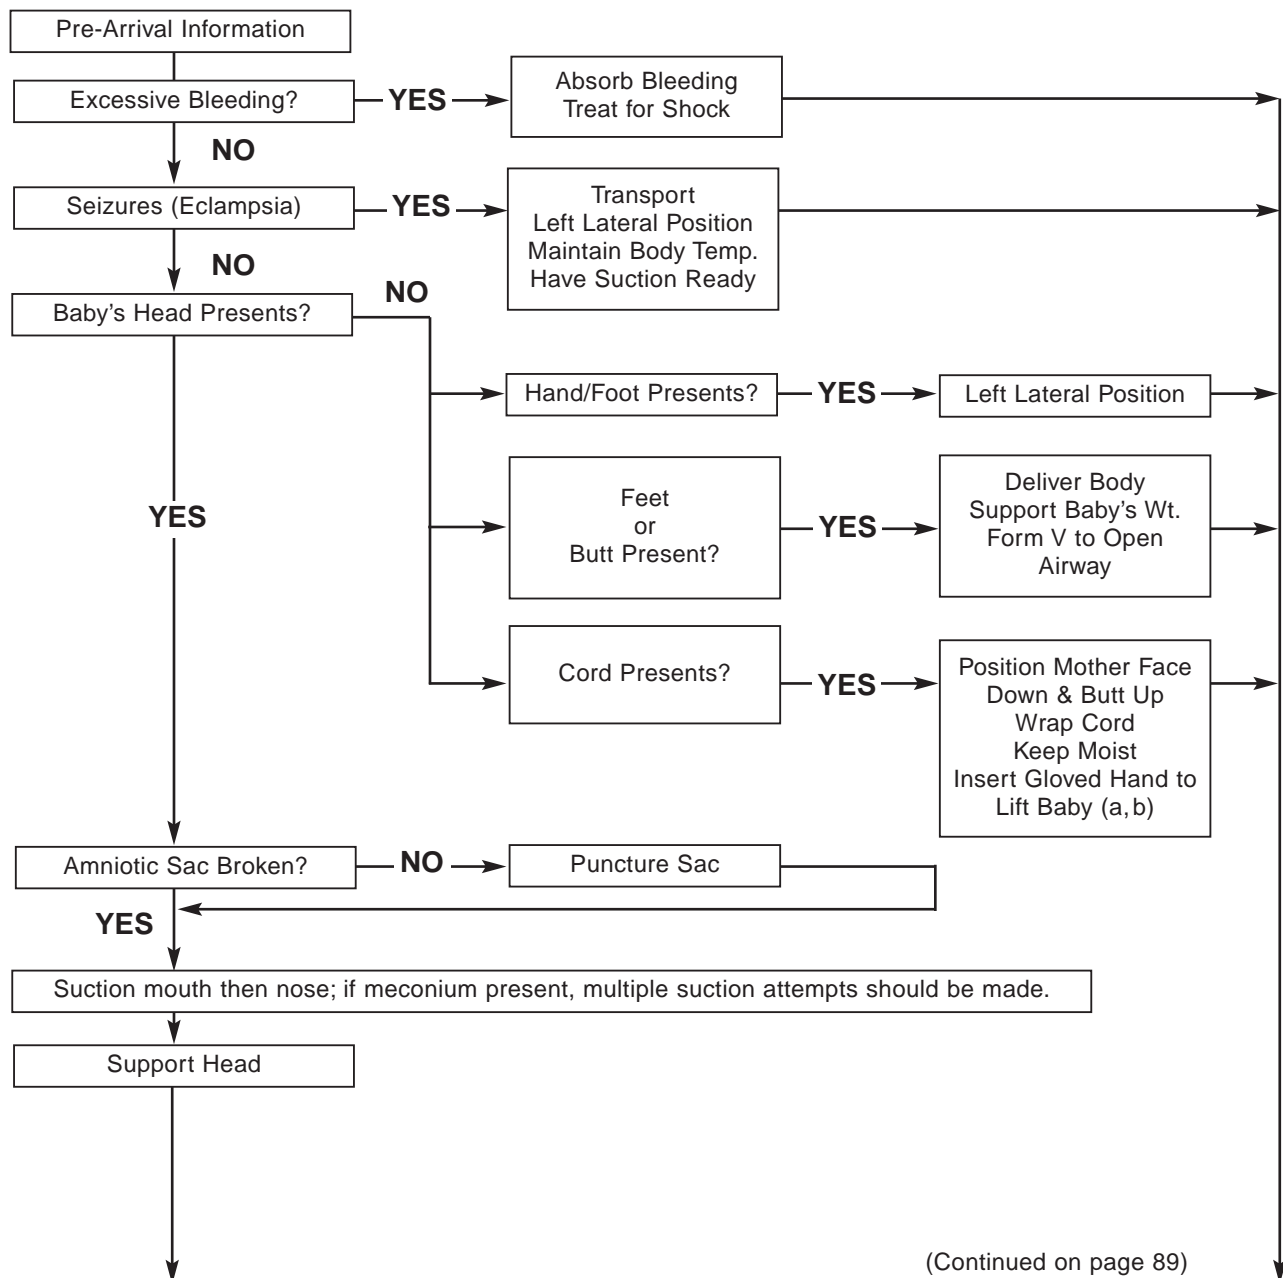 Pre-Arrival Information
Excessive Bleeding?
YES
Absorb Bleeding
Treat for Shock
NO
Seizures (Eclampsia)
YES
Transport
Left Lateral Position
Maintain Body Temp.
Have Suction Ready
NO
Baby's Head Presents?
NO
Hand/Foot Presents?
YES
Left Lateral Position
Feet
or
Butt Present?
YES
Deliver Body
Support Baby's Wt.
Form V to Open
Airway
Cord Presents?
YES
Position Mother Face
Down & Butt Up
Wrap Cord
Keep Moist
Insert Gloved Hand to
Lift Baby (a,b)
YES
Amniotic Sac Broken?
NO
Puncture Sac
YES
Suction mouth then nose; if meconium present, multiple suction attempts should be made.
Support Head
(Continued on page 89)